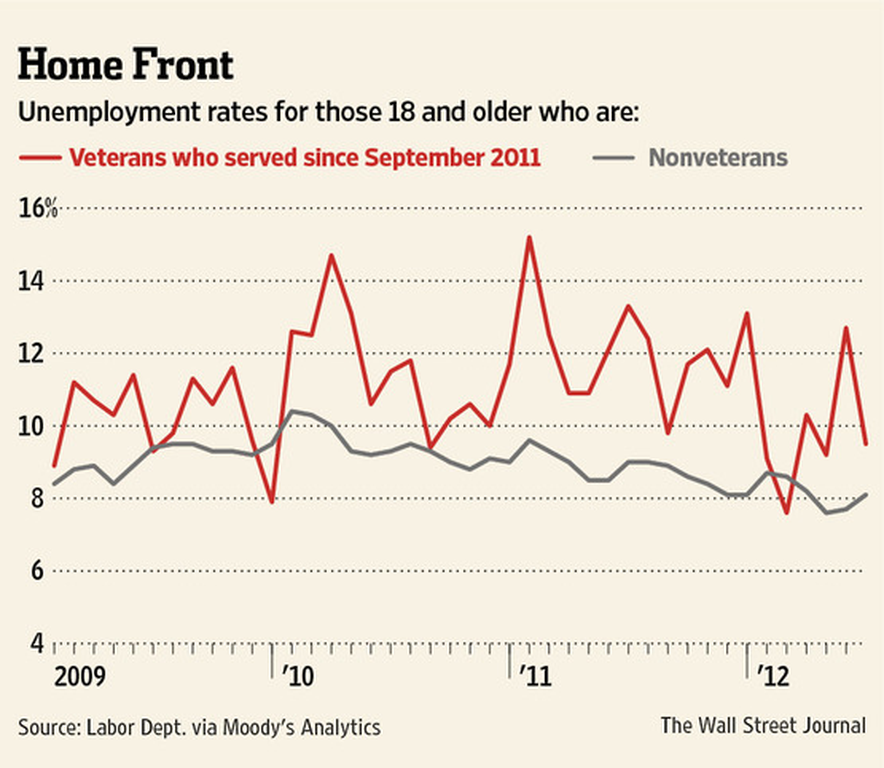 Home Front
Unemployment rates for those 18 and older who are:
Veterans who served since September 2011 Nonveterans
16%
14
12
10
8
6
4
2009 ’10 ’11 ’12
Source: Labor Dept. via Moody’s Analytics The Wall Street Journal